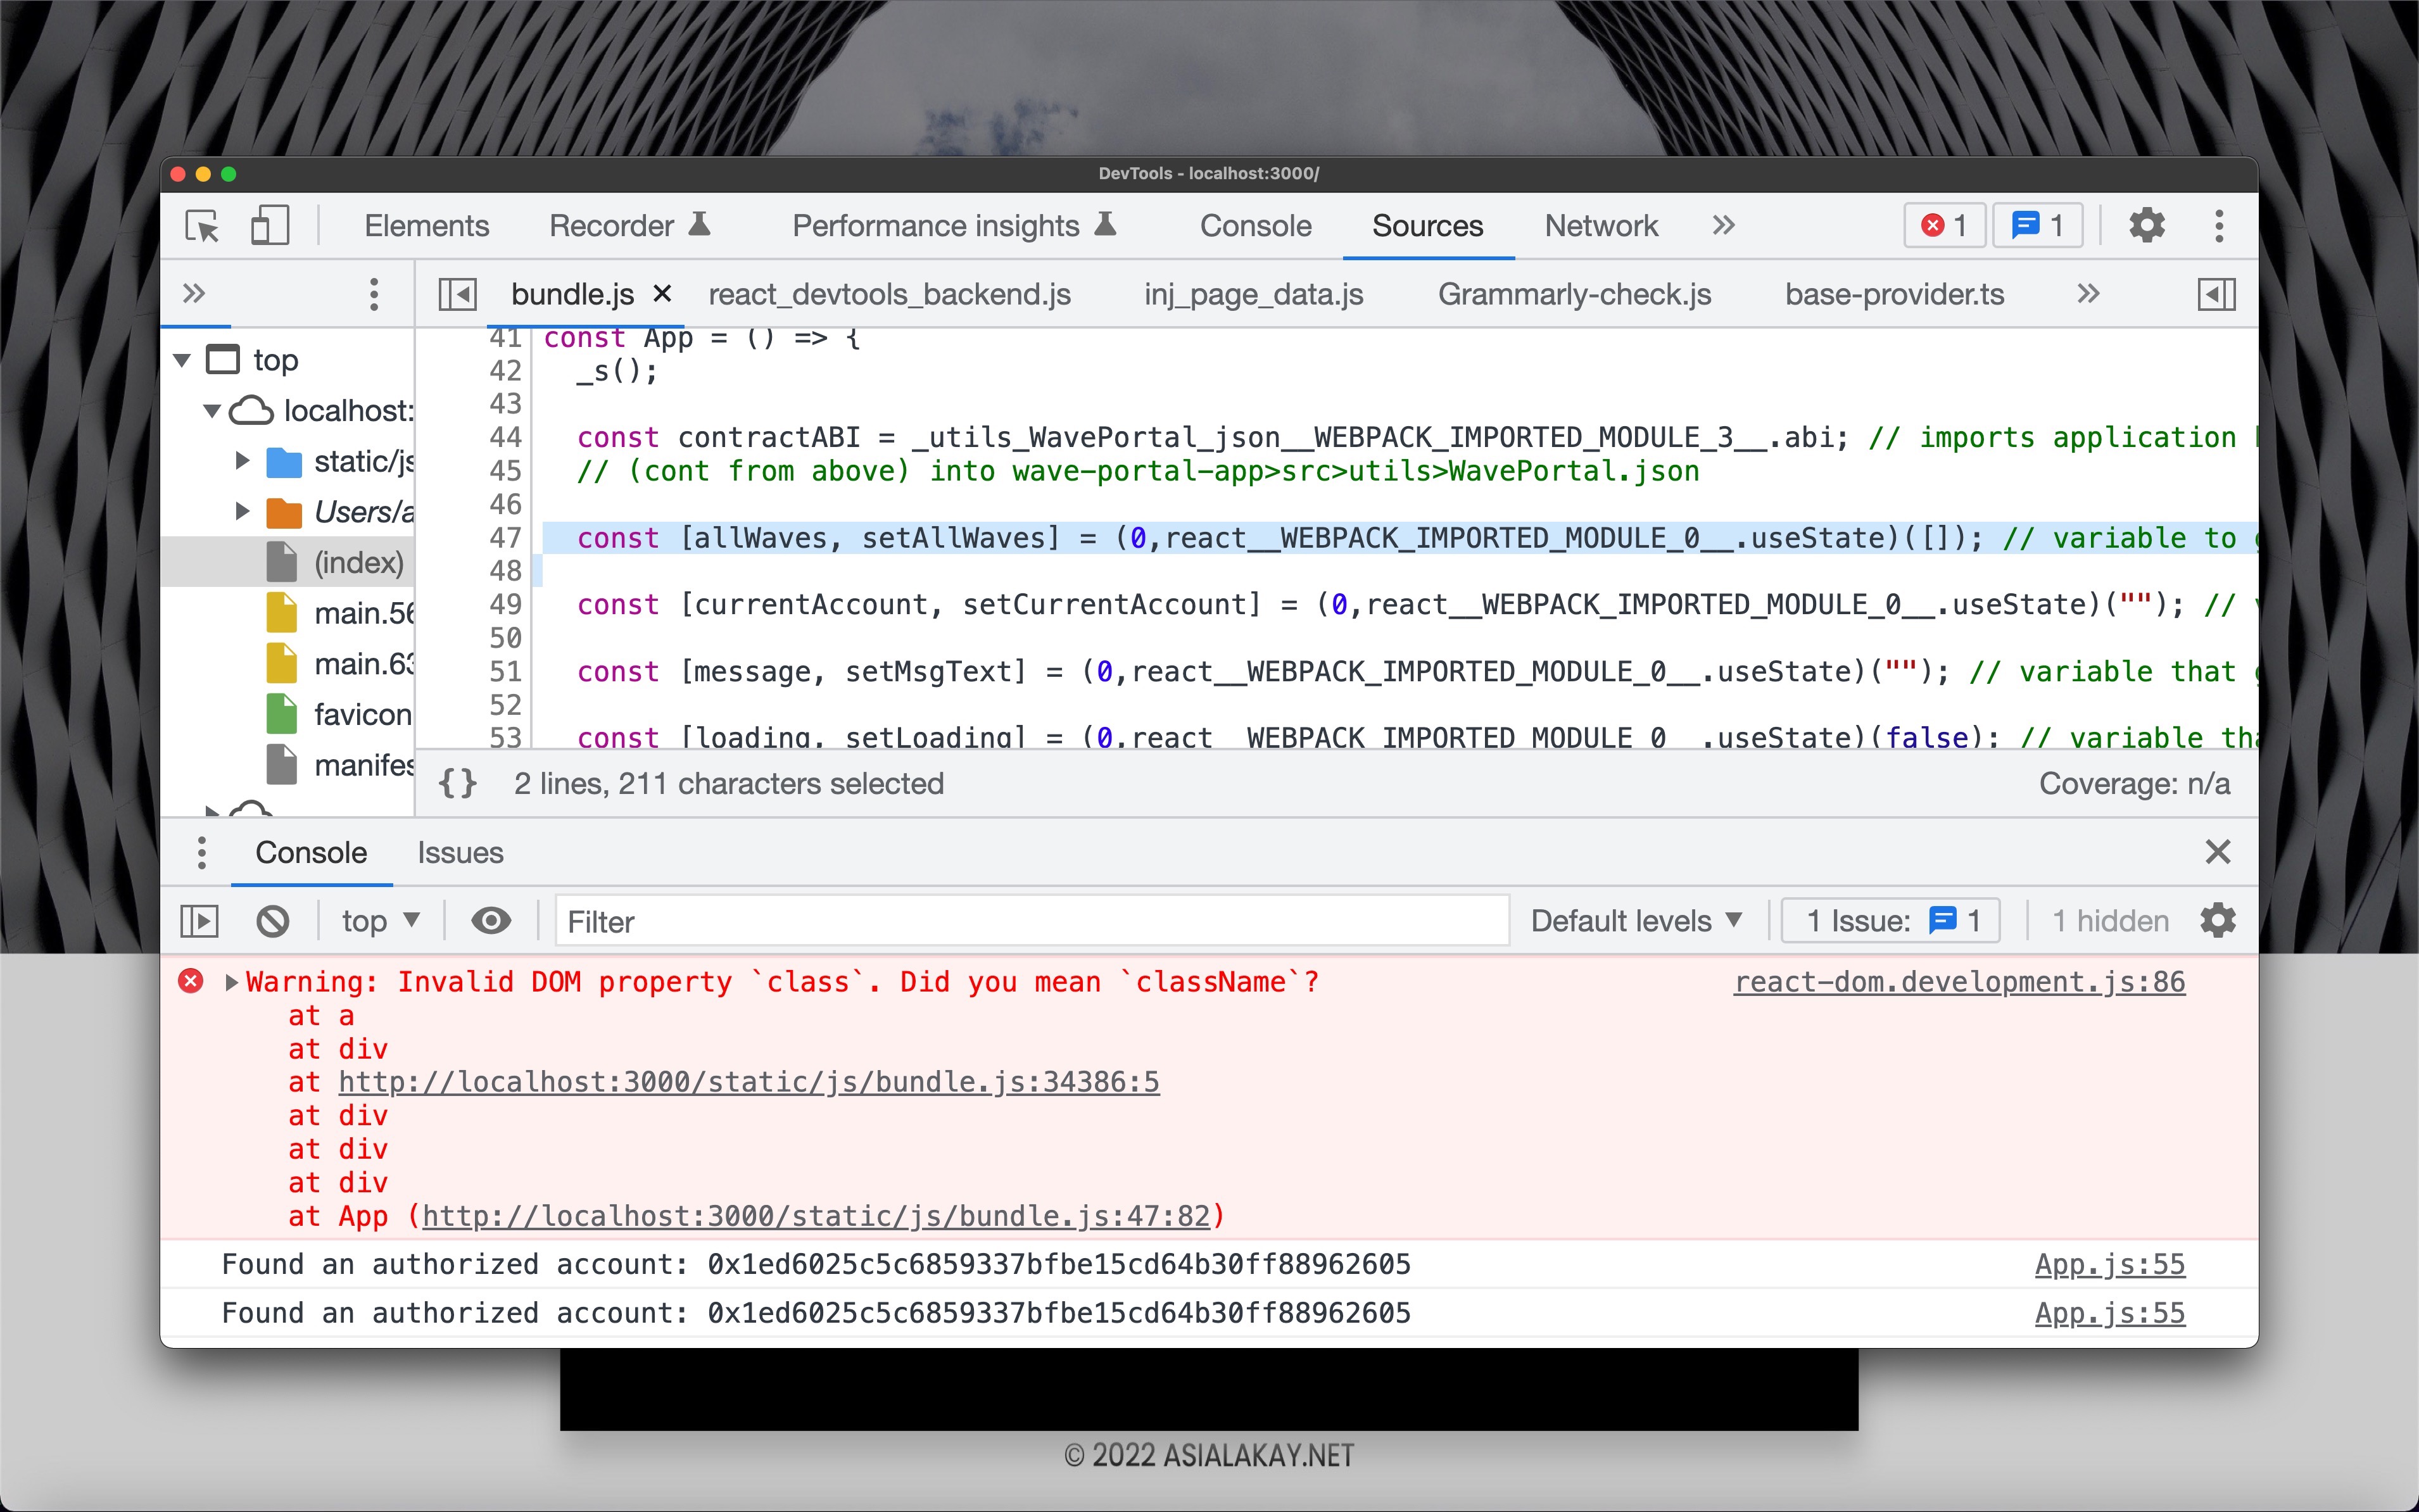 DevTools - localhost:3000/
Elements Recorder Performance insights Console Sources Network 1 1
bundle.js react_devtools_backend.js inj_page_data.js Grammarly-check.js base-provider.ts
top
localhost:
static/js
Users/a
(index)
main.56
main.63
favicon
manifes
41 const App = () => {
42 _s();
43
44 const contractABI = _utils_WavePortal_json__WEBPACK_IMPORTED_MODULE_3__.abi; // imports application
45 // (cont from above) into wave-portal-app>src>utils>WavePortal.json
46
47 const [allWaves, setAllWaves] = (0,react__WEBPACK_IMPORTED_MODULE_0__.useState)([]); // variable to
48
49 const [currentAccount, setCurrentAccount] = (0,react__WEBPACK_IMPORTED_MODULE_0__.useState)(""); //
50
51 const [message, setMsgText] = (0,react__WEBPACK_IMPORTED_MODULE_0__.useState)(""); // variable that
52
53 const [loading, setLoading] = (0,react__WEBPACK_IMPORTED_MODULE_0__.useState)(false); // variable tha
{} 2 lines, 211 characters selected Coverage: n/a
Console Issues
top Filter Default levels 1 Issue: 1 1 hidden
Warning: Invalid DOM property `class`. Did you mean `className`? react-dom.development.js:86
at a
at div
at http://localhost:3000/static/js/bundle.js:34386:5
at div
at div
at div
at App (http://localhost:3000/static/js/bundle.js:47:82)
Found an authorized account: 0x1ed6025c5c6859337bfbe15cd64b30ff88962605 App.js:55
Found an authorized account: 0x1ed6025c5c6859337bfbe15cd64b30ff88962605 App.js:55
© 2022 ASIALAKAY.NET